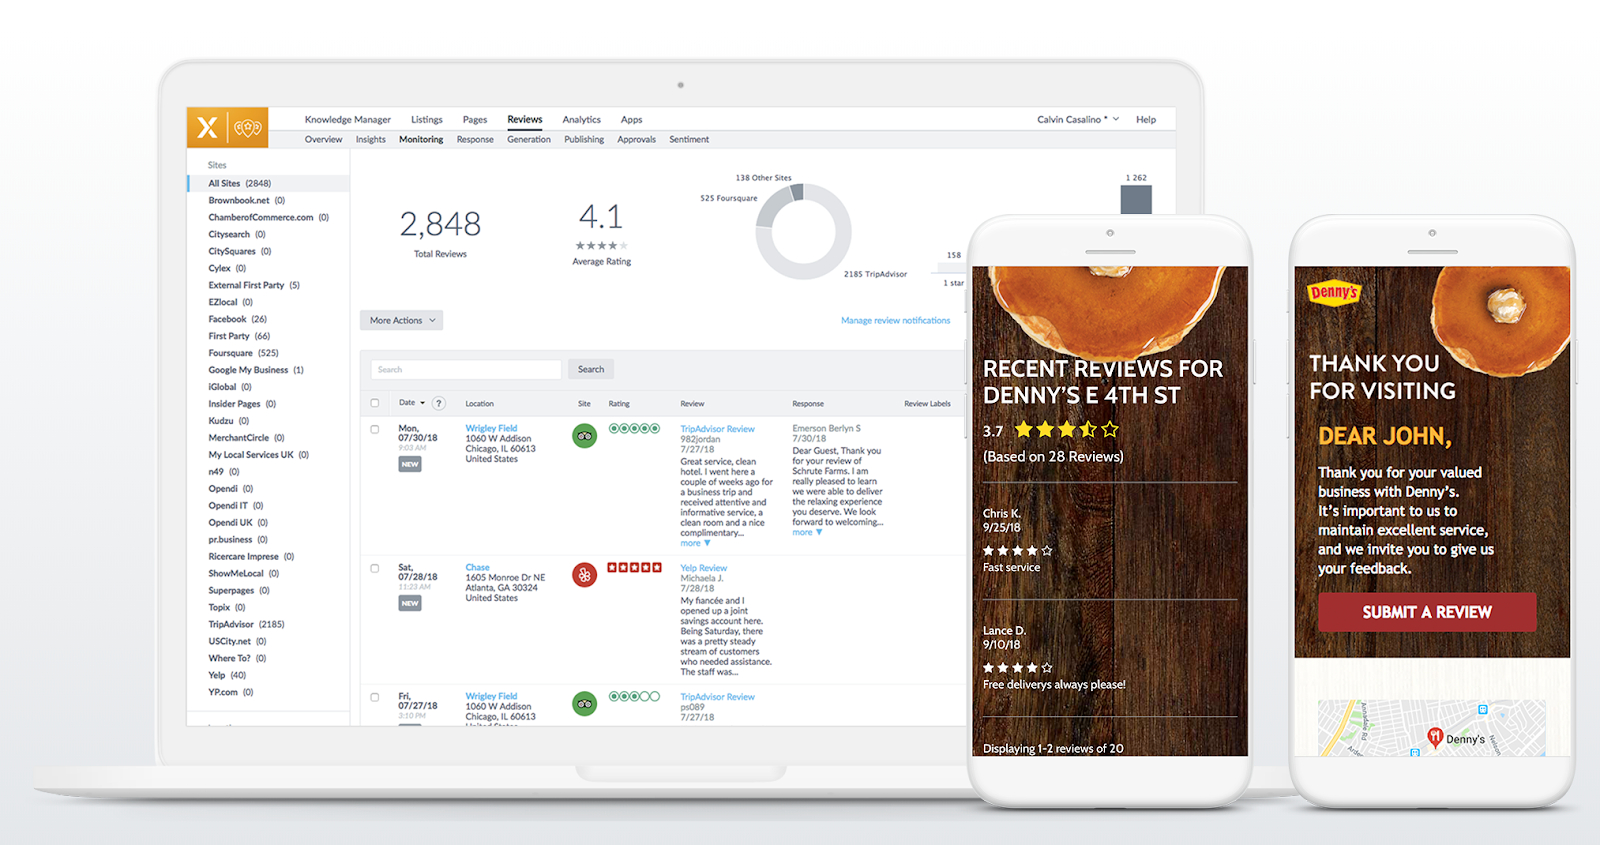 Knowledge Manager Listings Pages Reviews Analytics Apps Calvin Casalino * Help
Overview Insights Monitoring Response Generation Publishing Approvals Sentiment
Sites
All Sites (2848)
Brownbook.net (0)
ChamberofCommerce.com (0)
Citysearch (0)
CitySquares (0)
Cylex (0)
External First Party (5)
EZlocal (0)
Facebook (26)
First Party (66)
Foursquare (525)
Google My Business (1)
iGlobal (0)
Insider Pages (0)
Kudzu (0)
MerchantCircle (0)
My Local Services UK (0)
n49 (0)
Opendi (0)
Opendi IT (0)
Opendi UK (0)
pr.business (0)
Ricercare Imprese (0)
ShowMeLocal (0)
Superpages (0)
Topix (0)
TripAdvisor (2185)
USCity.net (0)
Where To? (0)
Yelp (40)
YP.com (0)
2,848
Total Reviews
4.1
Average Rating
138 Other Sites
525 Foursquare
2185 TripAdvisor
1 262
158
1 star
More Actions
Manage review notifications
Search Search
Date ? Location Site Rating Review Response Review Labels
Mon,
07/30/18
9:03 AM
NEW
Wrigley Field
1060 W Addison
Chicago, IL 60613
United States
TripAdvisor Review
982jordan
7/27/18
Great service, clean
hotel. I went here a
couple of weeks ago for
a business trip and
received attentive and
informative service, a
clean room and a nice
complimentary...
more
Emerson Berlyn S
7/30/18
Dear Guest, Thank you
for your review of
Schrute Farms. I am
really pleased to learn
we were able to deliver
the relaxing experience
you deserve. We look
forward to welcoming...
more
Sat,
07/28/18
11:23 AM
NEW
Chase
1605 Monroe Dr NE
Atlanta, GA 30324
United States
Yelp Review
Michaela J.
7/28/18
My fiancée and I
opened up a joint
savings account here.
Being Saturday, there
was a pretty steady
stream of customers
who needed assistance.
The staff was...
Fri,
07/27/18
3:10 PM
Wrigley Field
1060 W Addison
Chicago, IL 60613
United States
TripAdvisor Review
ps089
7/27/18
RECENT REVIEWS FOR
DENNY'S E 4TH ST
3.7
(Based on 28 Reviews)
Chris K.
9/25/18
Fast service
Lance D.
9/10/18
Free deliverys always please!
Displaying 1-2 reviews of 20
Denny's
THANK YOU
FOR VISITING
DEAR JOHN,
Thank you for your valued
business with Denny's.
It's important to us to
maintain excellent service,
and we invite you to give us
your feedback.
SUBMIT A REVIEW
Annadale Rd
Nelson
Denny's